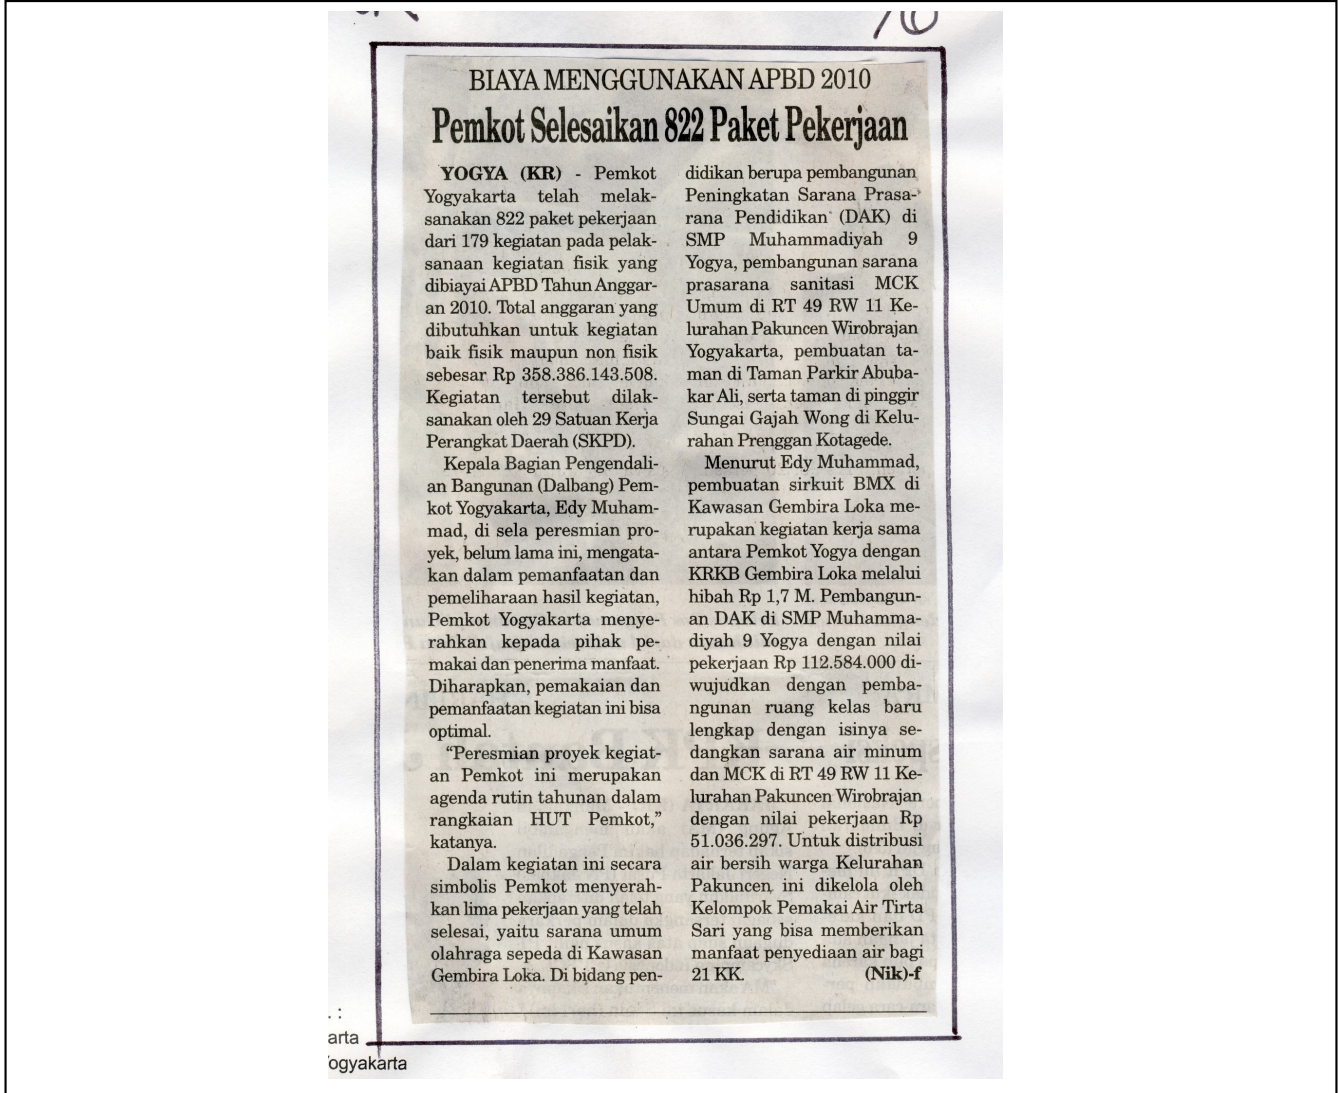 16
BIAYA MENGGUNAKAN APBD 2010
Pemkot Selesaikan 822 Paket Pekerjaan
YOGYA (KR) - Pemkot
Yogyakarta telah melak-
sanakan 822 paket pekerjaan
dari 179 kegiatan pada pelak-
sanaan kegiatan fisik yang
dibiayai APBD Tahun Anggar-
an 2010. Total anggaran yang
dibutuhkan untuk kegiatan
baik fisik maupun non fisik
sebesar Rp 358.386.143.508.
Kegiatan tersebut dilak-
sanakan oleh 29 Satuan Kerja
Perangkat Daerah (SKPD).
Kepala Bagian Pengendali-
an Bangunan (Dalbang) Pem-
kot Yogyakarta, Edy Muham-
mad, di sela peresmian pro-
yek, belum lama ini, mengata-
kan dalam pemanfaatan dan
pemeliharaan hasil kegiatan,
Pemkot Yogyakarta menye-
rahkan kepada pihak pe-
makai dan penerima manfaat.
Diharapkan, pemakaian dan
pemanfaatan kegiatan ini bisa
optimal.
"Peresmian proyek kegiat-
an Pemkot ini merupakan
agenda rutin tahunan dalam
rangkaian HUT Pemkot,"
katanya.
Dalam kegiatan ini secara
simbolis Pemkot menyerah-
kan lima pekerjaan yang telah
selesai, yaitu sarana umum
olahraga sepeda di Kawasan
Gembira Loka. Di bidang pen-
didikan berupa pembangunan
Peningkatan Sarana Prasa-
rana Pendidikan (DAK) di
SMP Muhammadiyah 9
Yogya, pembangunan sarana
prasarana sanitasi MCK
Umum di RT 49 RW 11 Ke-
lurahan Pakuncen Wirobrajan
Yogyakarta, pembuatan ta-
man di Taman Parkir Abuba-
kar Ali, serta taman di pinggir
Sungai Gajah Wong di Kelu-
rahan Prenggan Kotagede.
Menurut Edy Muhammad,
pembuatan sirkuit BMX di
Kawasan Gembira Loka me-
rupakan kegiatan kerja sama
antara Pemkot Yogya dengan
KRKB Gembira Loka melalui
hibah Rp 1,7 M. Pembangun-
an DAK di SMP Muhamma-
diyah 9 Yogya dengan nilai
pekerjaan Rp 112.584.000 di-
wujudkan dengan pemba-
ngunan ruang kelas baru
lengkap dengan isinya se-
dangkan sarana air minum
dan MCK di RT 49 RW 11 Ke-
lurahan Pakuncen Wirobrajan
dengan nilai pekerjaan Rp
51.036.297. Untuk distribusi
air bersih warga Kelurahan
Pakuncen ini dikelola oleh
Kelompok Pemakai Air Tirta
Sari yang bisa memberikan
manfaat penyediaan air bagi
21 KK. (Nik)-f
. :
arta
ogyakarta